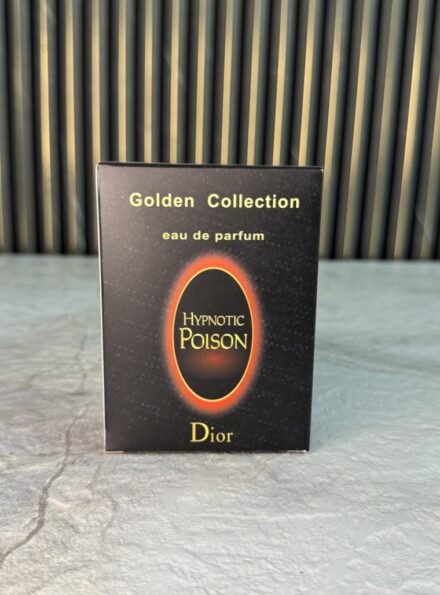 Golden Collection
eau de parfum
HYPNOTIC
POISON
Dior